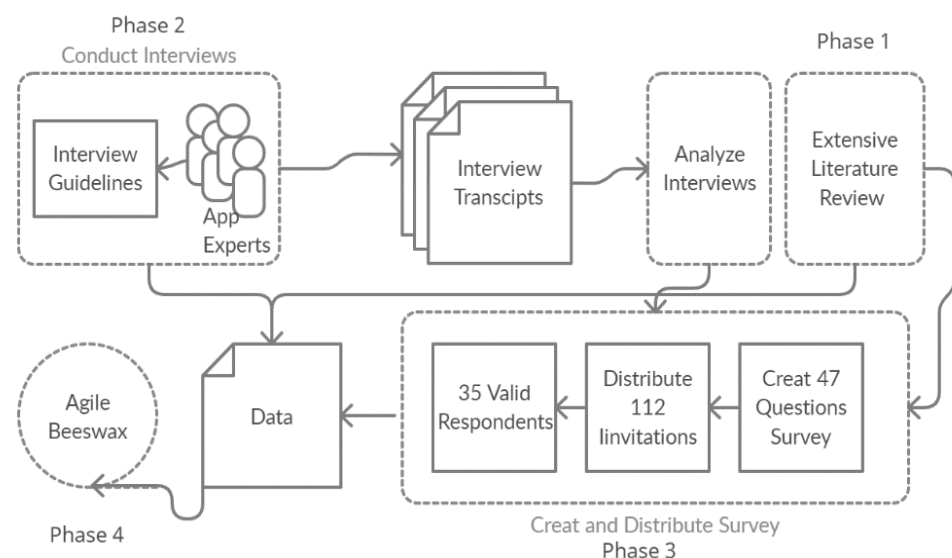 Phase 2
Conduct Interviews
Phase 1
Interview
Guidelines
App
Experts
Interview
Transcipts
Analyze
Interviews
Extensive
Literature
Review
Agile
Beeswax
Data
35 Valid
Respondents
Distribute
112
Iinvitations
Creat 47
Questions
Survey
Phase 4
Creat and Distribute Survey
Phase 3